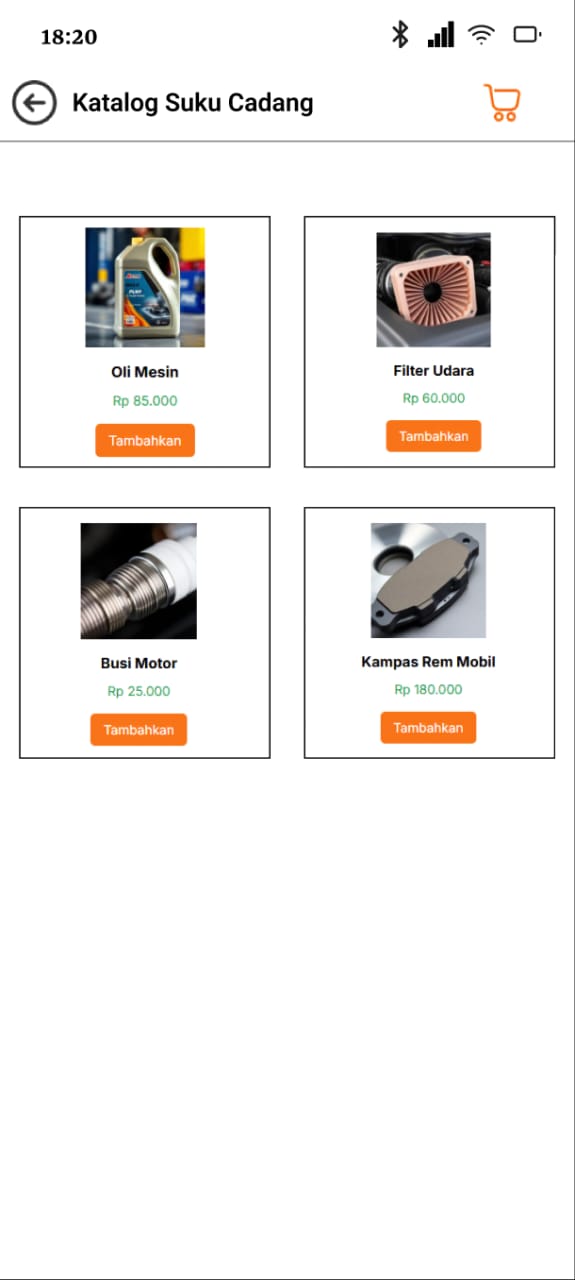 18:20
Katalog Suku Cadang
Oli Mesin
Rp 85.000
Tambahkan
Filter Udara
Rp 60.000
Tambahkan
Busi Motor
Rp 25.000
Tambahkan
Kampas Rem Mobil
Rp 180.000
Tambahkan